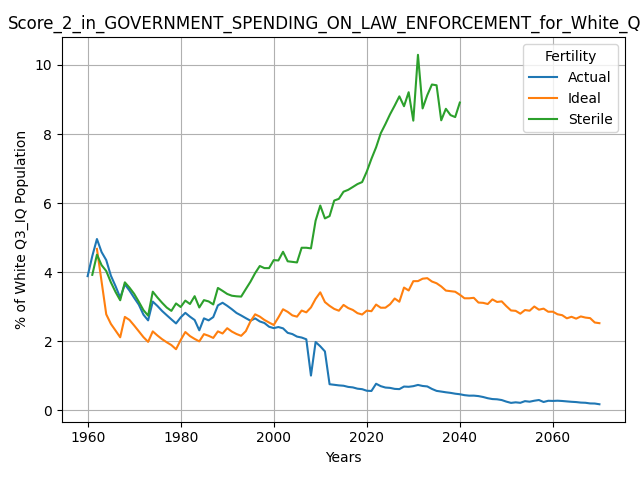 Score_2_in_GOVERNMENT_SPENDING_ON_LAW_ENFORCEMENT_for_White_Q
Fertility
Actual
Ideal
Sterile
% of White Q3_IQ Population
10
8
6
4
2
0
1960
1980
2000
2020
2040
2060
Years